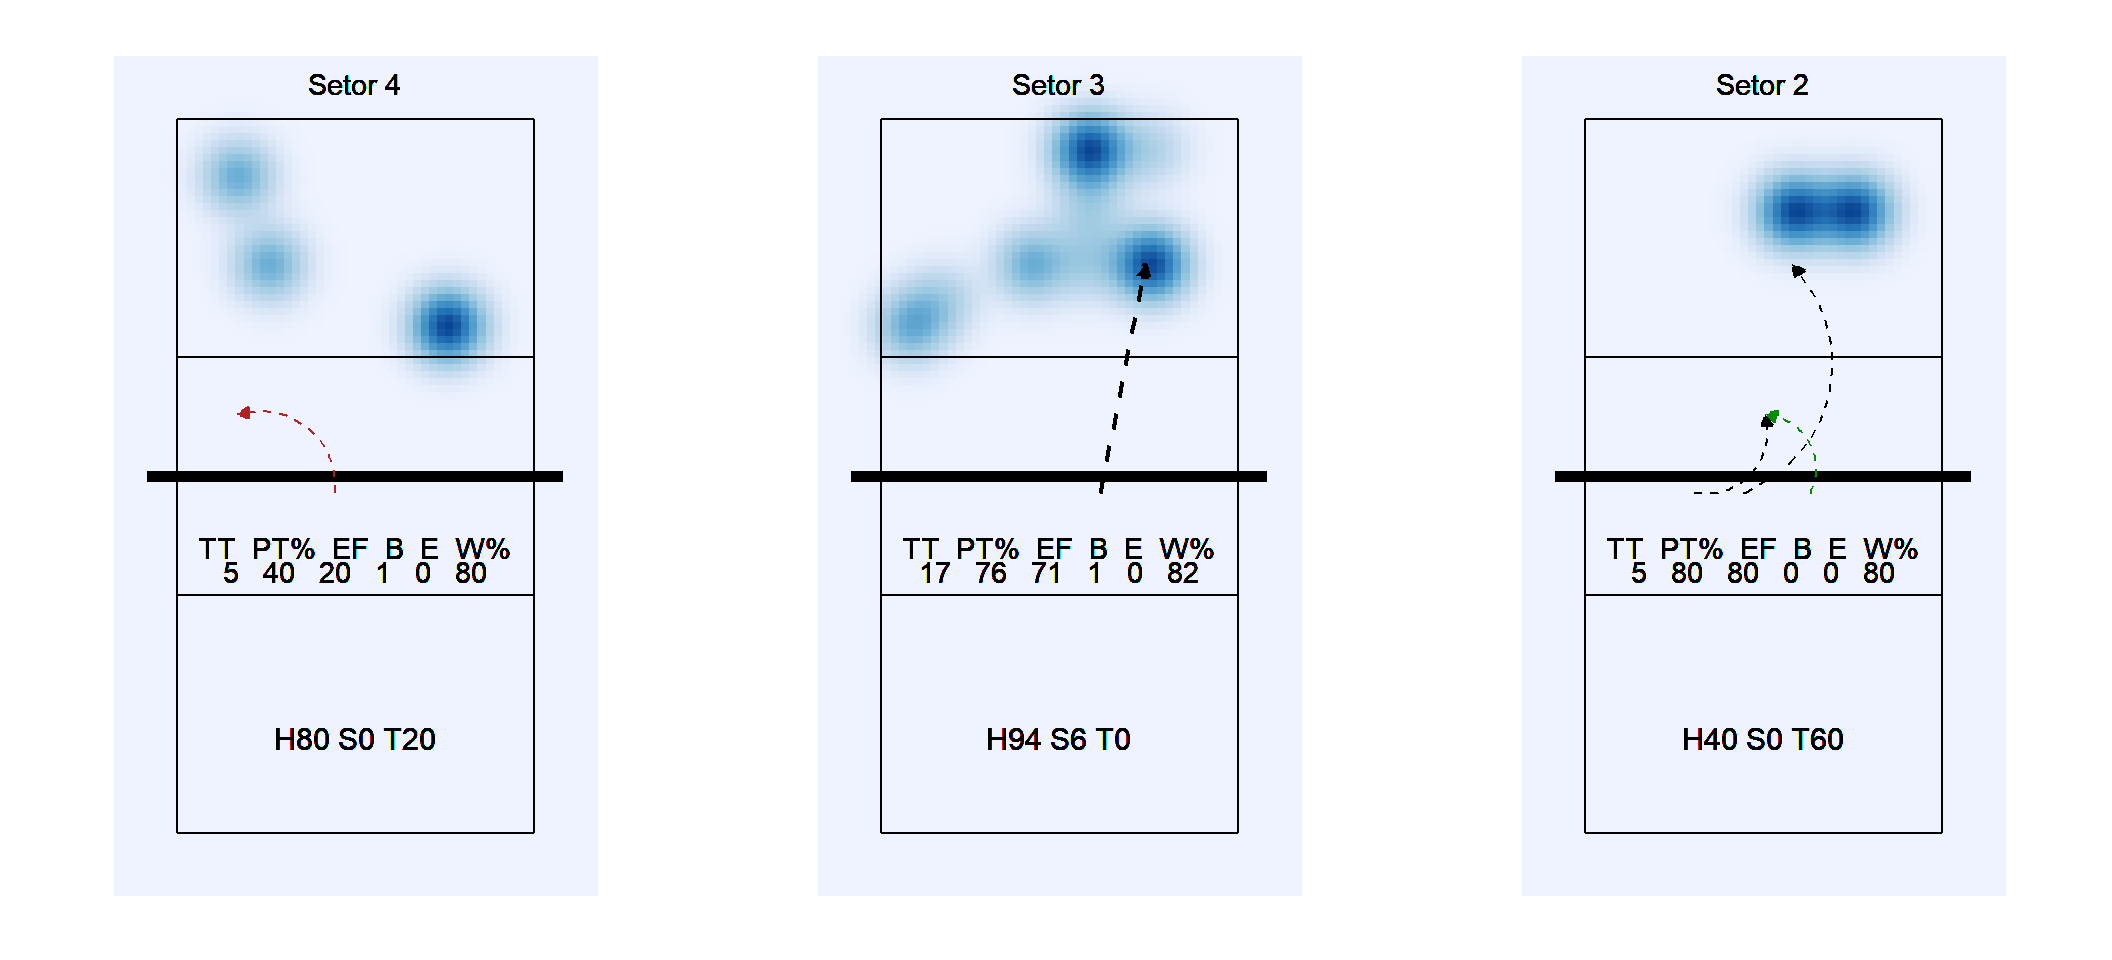 Setor 4
TT PT% EF B E W%
5 40 20 1 0 80
H80 S0 T20
Setor 3
TT PT% EF B E W%
17 76 71 1 0 82
H94 S6 T0
Setor 2
TT PT% EF B E W%
5 80 80 0 0 80
H40 S0 T60